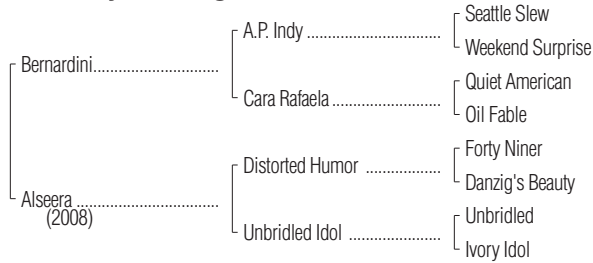 Seattle Slew
A.P. Indy ..............................
Weekend Surprise
Bernardini............................
Quiet American
Cara Rafaela ........................
Oil Fable
Forty Niner
Distorted Humor .................
Danzig's Beauty
Alseera ................................
(2008)
Unbridled
Unbridled Idol .....................
Ivory Idol